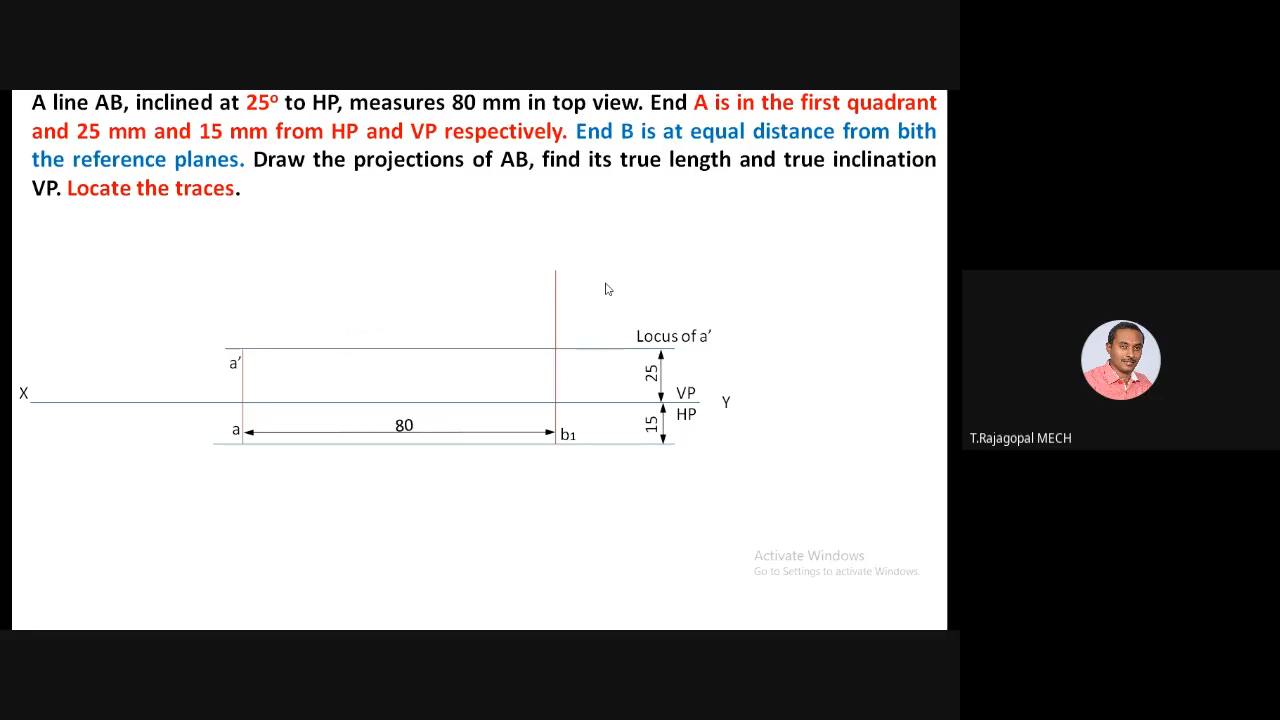 A line AB, inclined at 25º to HP, measures 80 mm in top view. End A is in the first quadrant
and 25 mm and 15 mm from HP and VP respectively. End B is at equal distance from bith
the reference planes. Draw the projections of AB, find its true length and true inclination
VP. Locate the traces.
Locus of a’
a’
25
X
VP
Y
HP
a
80
b1
15
T.Rajagopal MECH
Activate Windows
Go to Settings to activate Windows.